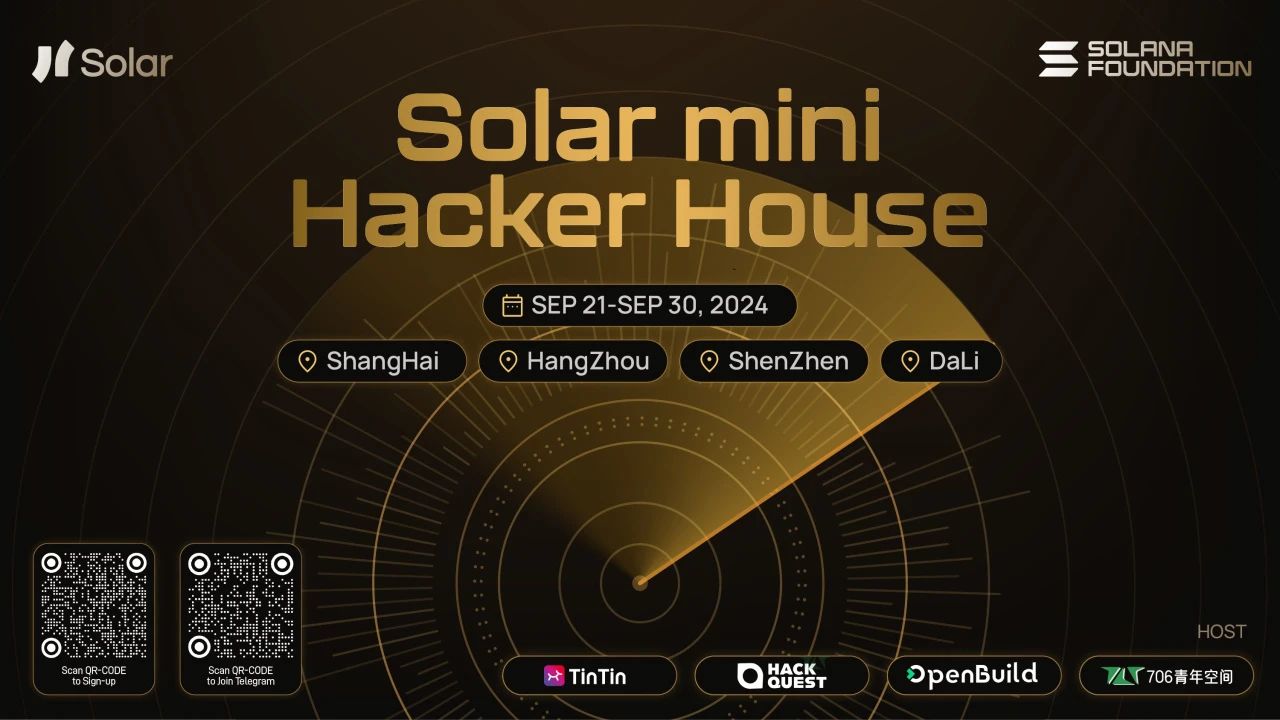 Solar
SOLANA
FOUNDATION
Solar mini
Hacker House
SEP 21-SEP 30, 2024
ShangHai
HangZhou
ShenZhen
DaLi
Scan QR-CODE
to Sign-up
Scan QR-CODE
to Join Telegram
HOST
TinTin
HACK
QUEST
OpenBuild
706青年空间